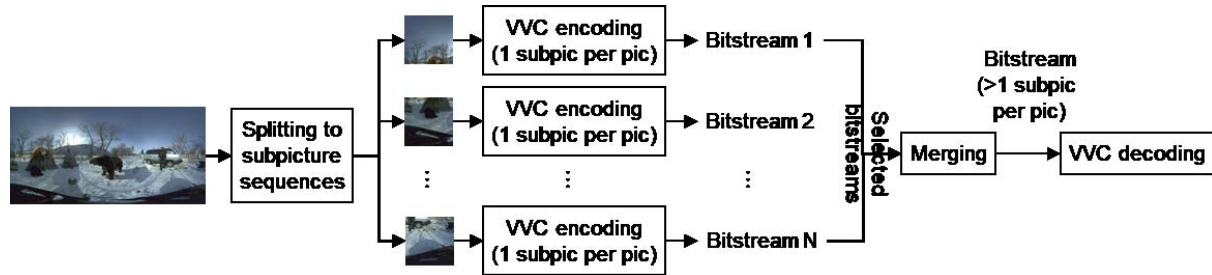 Splitting to
subpicture
sequences
VVC encoding
(1 subpic per pic)
Bitstream 1
VVC encoding
(1 subpic per pic)
Bitstream 2
...
...
...
VVC encoding
(1 subpic per pic)
Bitstream N
Selected
bitstreams
Merging
Bitstream
(>1 subpic
per pic)
VVC decoding